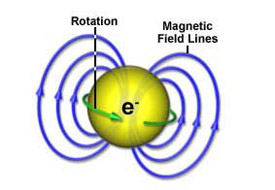 Rotation
Magnetic
Field Lines
e-